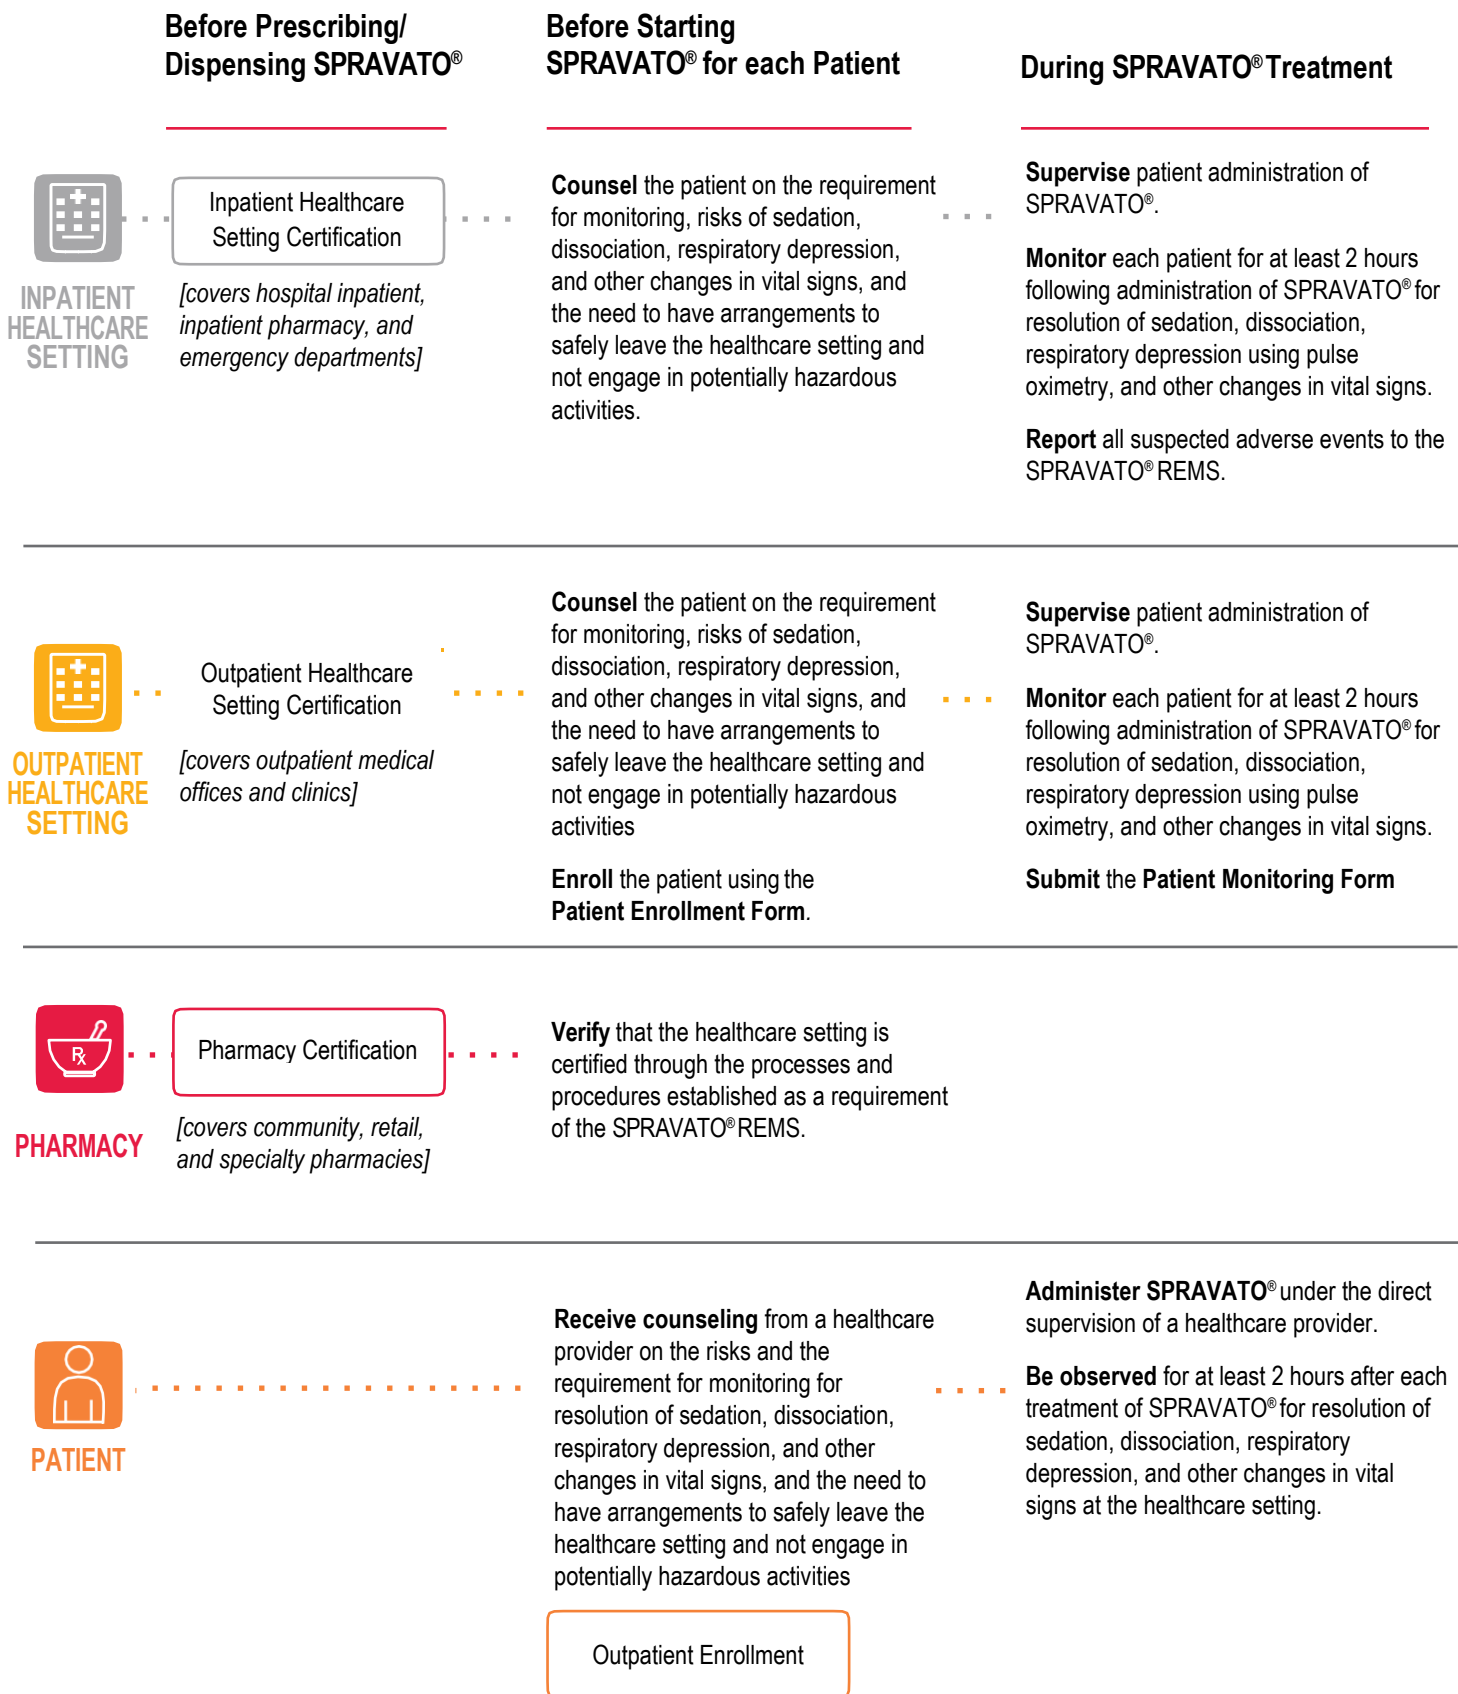 Before Prescribing/
Dispensing SPRAVATO®
Before Starting
SPRAVATO® for each Patient
During SPRAVATO® Treatment
INPATIENT
HEALTHCARE
SETTING
Inpatient Healthcare
Setting Certification
[covers hospital inpatient,
inpatient pharmacy, and
emergency departments]
Counsel the patient on the requirement
for monitoring, risks of sedation,
dissociation, respiratory depression,
and other changes in vital signs, and
the need to have arrangements to
safely leave the healthcare setting and
not engage in potentially hazardous
activities.
Supervise patient administration of
SPRAVATO®.
Monitor each patient for at least 2 hours
following administration of SPRAVATO® for
resolution of sedation, dissociation,
respiratory depression using pulse
oximetry, and other changes in vital signs.
Report all suspected adverse events to the
SPRAVATO® REMS.
OUTPATIENT
HEALTHCARE
SETTING
Outpatient Healthcare
Setting Certification
[covers outpatient medical
offices and clinics]
Counsel the patient on the requirement
for monitoring, risks of sedation,
dissociation, respiratory depression,
and other changes in vital signs, and
the need to have arrangements to
safely leave the healthcare setting and
not engage in potentially hazardous
activities
Enroll the patient using the
Patient Enrollment Form.
Supervise patient administration of
SPRAVATO®.
Monitor each patient for at least 2 hours
following administration of SPRAVATO® for
resolution of sedation, dissociation,
respiratory depression using pulse
oximetry, and other changes in vital signs.
Submit the Patient Monitoring Form
Rx
PHARMACY
Pharmacy Certification
[covers community, retail,
and specialty pharmacies]
Verify that the healthcare setting is
certified through the processes and
procedures established as a requirement
of the SPRAVATO® REMS.
PATIENT
Receive counseling from a healthcare
provider on the risks and the
requirement for monitoring for
resolution of sedation, dissociation,
respiratory depression, and other
changes in vital signs, and the need to
have arrangements to safely leave the
healthcare setting and not engage in
potentially hazardous activities
Outpatient Enrollment
Administer SPRAVATO® under the direct
supervision of a healthcare provider.
Be observed for at least 2 hours after each
treatment of SPRAVATO® for resolution of
sedation, dissociation, respiratory
depression, and other changes in vital
signs at the healthcare setting.